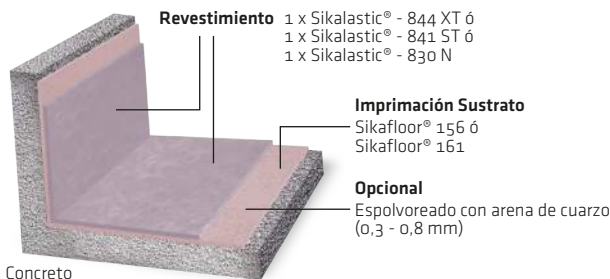 Revestimiento 1 x Sikalastic® - 844 XT ó
1 x Sikalastic® - 841 ST ó
1 x Sikalastic® - 830 N
Imprimación Sustrato
Sikafloor® 156 ó
Sikafloor® 161
Opcional
Espolvoreado con arena de cuarzo
(0,3 - 0,8 mm)
Concreto